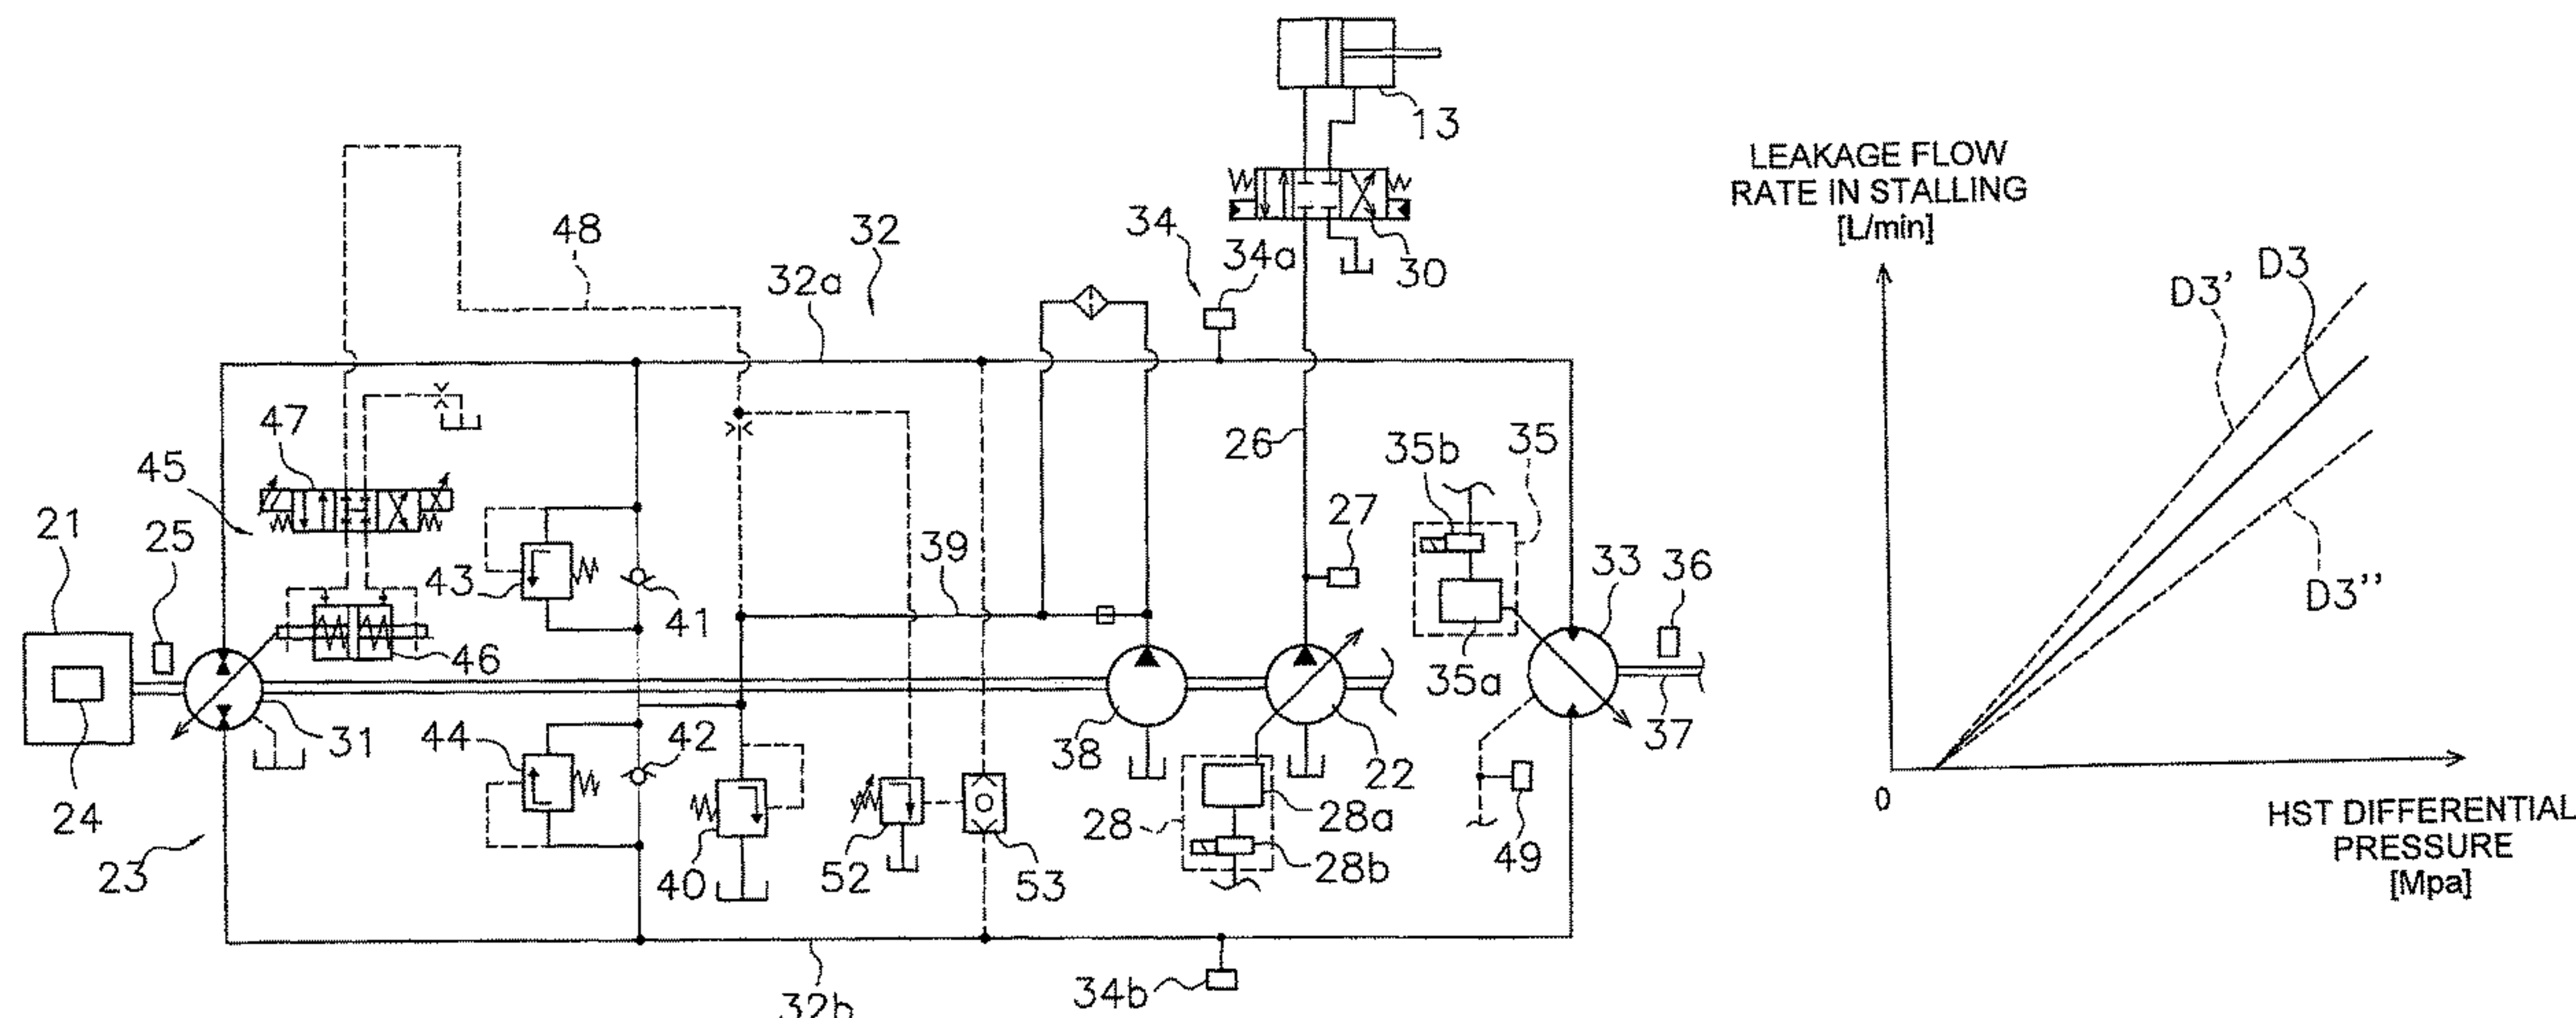 13
48
32
32a
34
34a
30
LEAKAGE FLOW
RATE IN STALLING
[L/min]
D3'
D3
D3''
0
HST DIFFERENTIAL
PRESSURE
[Mpa]
47
45
26
35b
35
21
25
43
41
39
27
33
36
46
35a
31
44
42
38
22
37
24
28
28a
28b
49
23
40
52
53
32b
34b